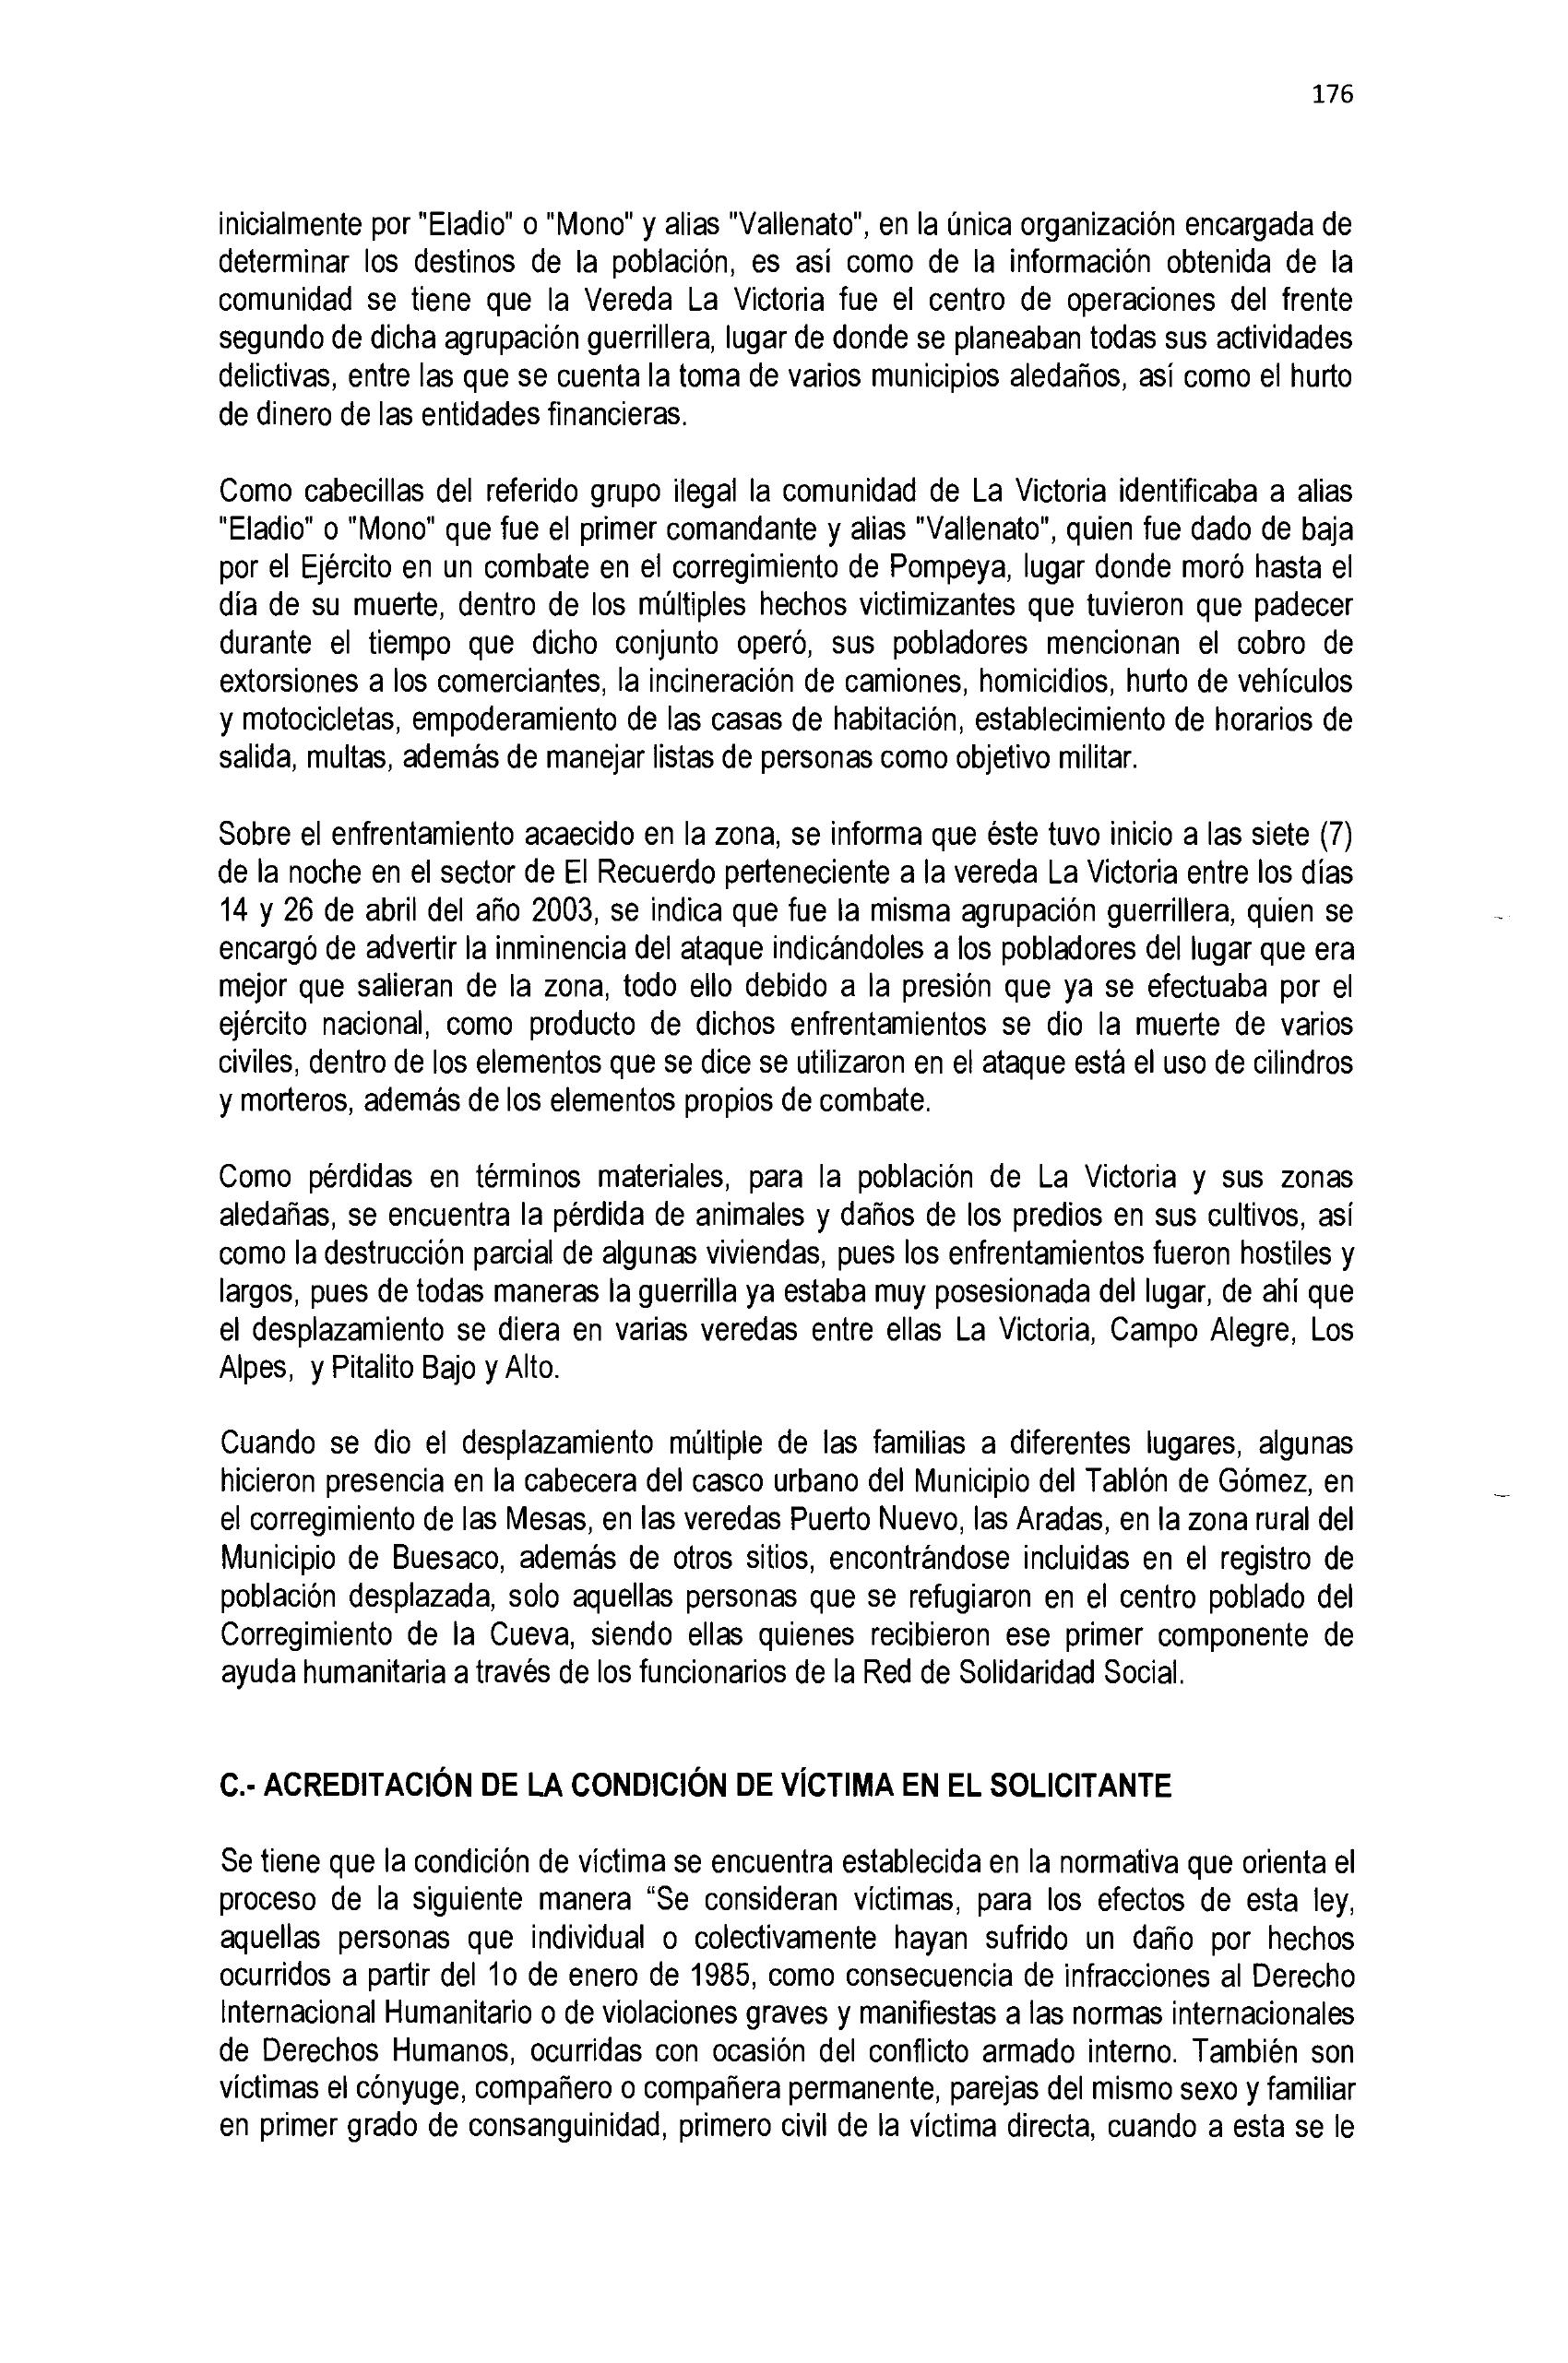 176
inicialmente por "Eladio" o "Mono" y alias "Vallenato", en la única organización encargada de
determinar los destinos de la población, es así como de la información obtenida de la
comunidad se tiene que la Vereda La Victoria fue el centro de operaciones del frente
segundo de dicha agrupación guerrillera, lugar de donde se planeaban todas sus actividades
delictivas, entre las que se cuenta la toma de varios municipios aledaños, así como el hurto
de dinero de las entidades financieras.
Como cabecillas del referido grupo ilegal la comunidad de La Victoria identificaba a alias
"Eladio" o "Mono" que fue el primer comandante y alias "Vallenato", quien fue dado de baja
por el Ejército en un combate en el corregimiento de Pompeya, lugar donde moró hasta el
día de su muerte, dentro de los múltiples hechos victimizantes que tuvieron que padecer
durante el tiempo que dicho conjunto operó, sus pobladores mencionan el cobro de
extorsiones a los comerciantes, la incineración de camiones, homicidios, hurto de vehículos
y motocicletas, empoderamiento de las casas de habitación, establecimiento de horarios de
salida, multas, además de manejar listas de personas como objetivo militar.
Sobre el enfrentamiento acaecido en la zona, se informa que éste tuvo inicio a las siete (7)
de la noche en el sector de El Recuerdo perteneciente a la vereda La Victoria entre los días
14 y 26 de abril del año 2003, se indica que fue la misma agrupación guerrillera, quien se
encargó de advertir la inminencia del ataque indicándoles a los pobladores del lugar que era
mejor que salieran de la zona, todo ello debido a la presión que ya se efectuaba por el
ejército nacional, como producto de dichos enfrentamientos se dio la muerte de varios
civiles, dentro de los elementos que se dice se utilizaron en el ataque está el uso de cilindros
y morteros, además de los elementos propios de combate.
Como pérdidas en términos materiales, para la población de La Victoria y sus zonas
aledañas, se encuentra la pérdida de animales y daños de los predios en sus cultivos, así
como la destrucción parcial de algunas viviendas, pues los enfrentamientos fueron hostiles y
largos, pues de todas maneras la guerrilla ya estaba muy posesionada del lugar, de ahí que
el desplazamiento se diera en varias veredas entre ellas La Victoria, Campo Alegre, Los
Alpes, y Pitalito Bajo y Alto.
Cuando se dio el desplazamiento múltiple de las familias a diferentes lugares, algunas
hicieron presencia en la cabecera del casco urbano del Municipio del Tablón de Gómez, en
el corregimiento de las Mesas, en las veredas Puerto Nuevo, las Aradas, en la zona rural del
Municipio de Buesaco, además de otros sitios, encontrándose incluidas en el registro de
población desplazada, solo aquellas personas que se refugiaron en el centro poblado del
Corregimiento de la Cueva, siendo ellas quienes recibieron ese primer componente de
ayuda humanitaria a través de los funcionarios de la Red de Solidaridad Social.
C.- ACREDITACIÓN DE LA CONDICIÓN DE VÍCTIMA EN EL SOLICITANTE
Se tiene que la condición de víctima se encuentra establecida en la normativa que orienta el
proceso de la siguiente manera “Se consideran víctimas, para los efectos de esta ley,
aquellas personas que individual o colectivamente hayan sufrido un daño por hechos
ocurridos a partir del 1o de enero de 1985, como consecuencia de infracciones al Derecho
Internacional Humanitario o de violaciones graves y manifiestas a las normas internacionales
de Derechos Humanos, ocurridas con ocasión del conflicto armado interno. También son
víctimas el cónyuge, compañero o compañera permanente, parejas del mismo sexo y familiar
en primer grado de consanguinidad, primero civil de la víctima directa, cuando a esta se le